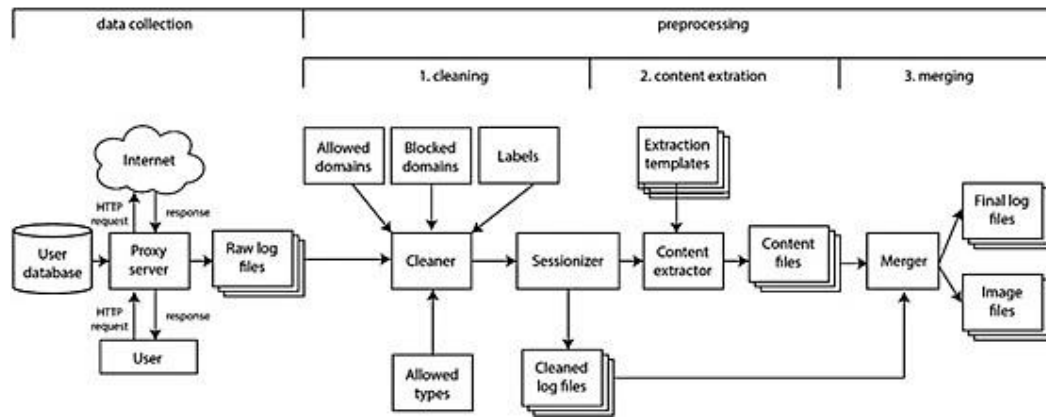 data collection
preprocessing
1. cleaning
2. content extration
3. merging
Internet
Allowed
domains
Blocked
domains
Labels
Extraction
templates
HTTP
request
response
User
database
Proxy
server
Raw log
files
Cleaner
Sessionizer
Content
extractor
Content
files
Merger
Final log
files
Image
files
HTTP
request
response
User
Allowed
types
Cleaned
log files